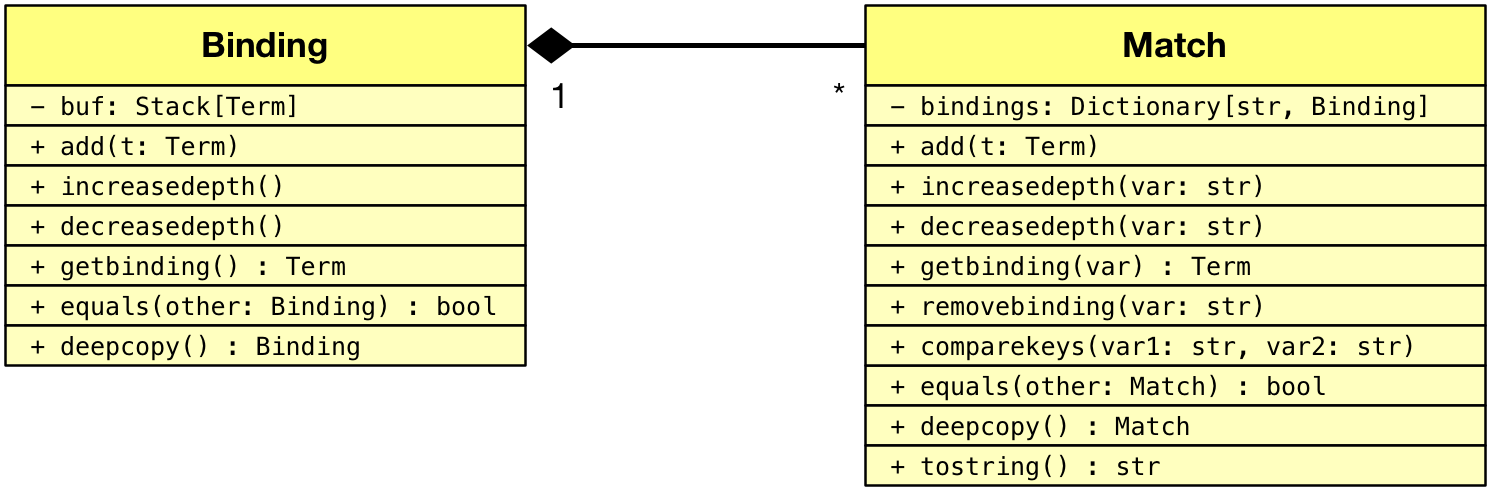 Binding
− buf: Stack[Term]
+ add(t: Term)
+ increasedepth()
+ decreasedepth()
+ getbinding() : Term
+ equals(other: Binding) : bool
+ deepcopy() : Binding
1
*
Match
− bindings: Dictionary[str, Binding]
+ add(t: Term)
+ increasedepth(var: str)
+ decreasedepth(var: str)
+ getbinding(var) : Term
+ removebinding(var: str)
+ comparekeys(var1: str, var2: str)
+ equals(other: Match) : bool
+ deepcopy() : Match
+ tostring() : str